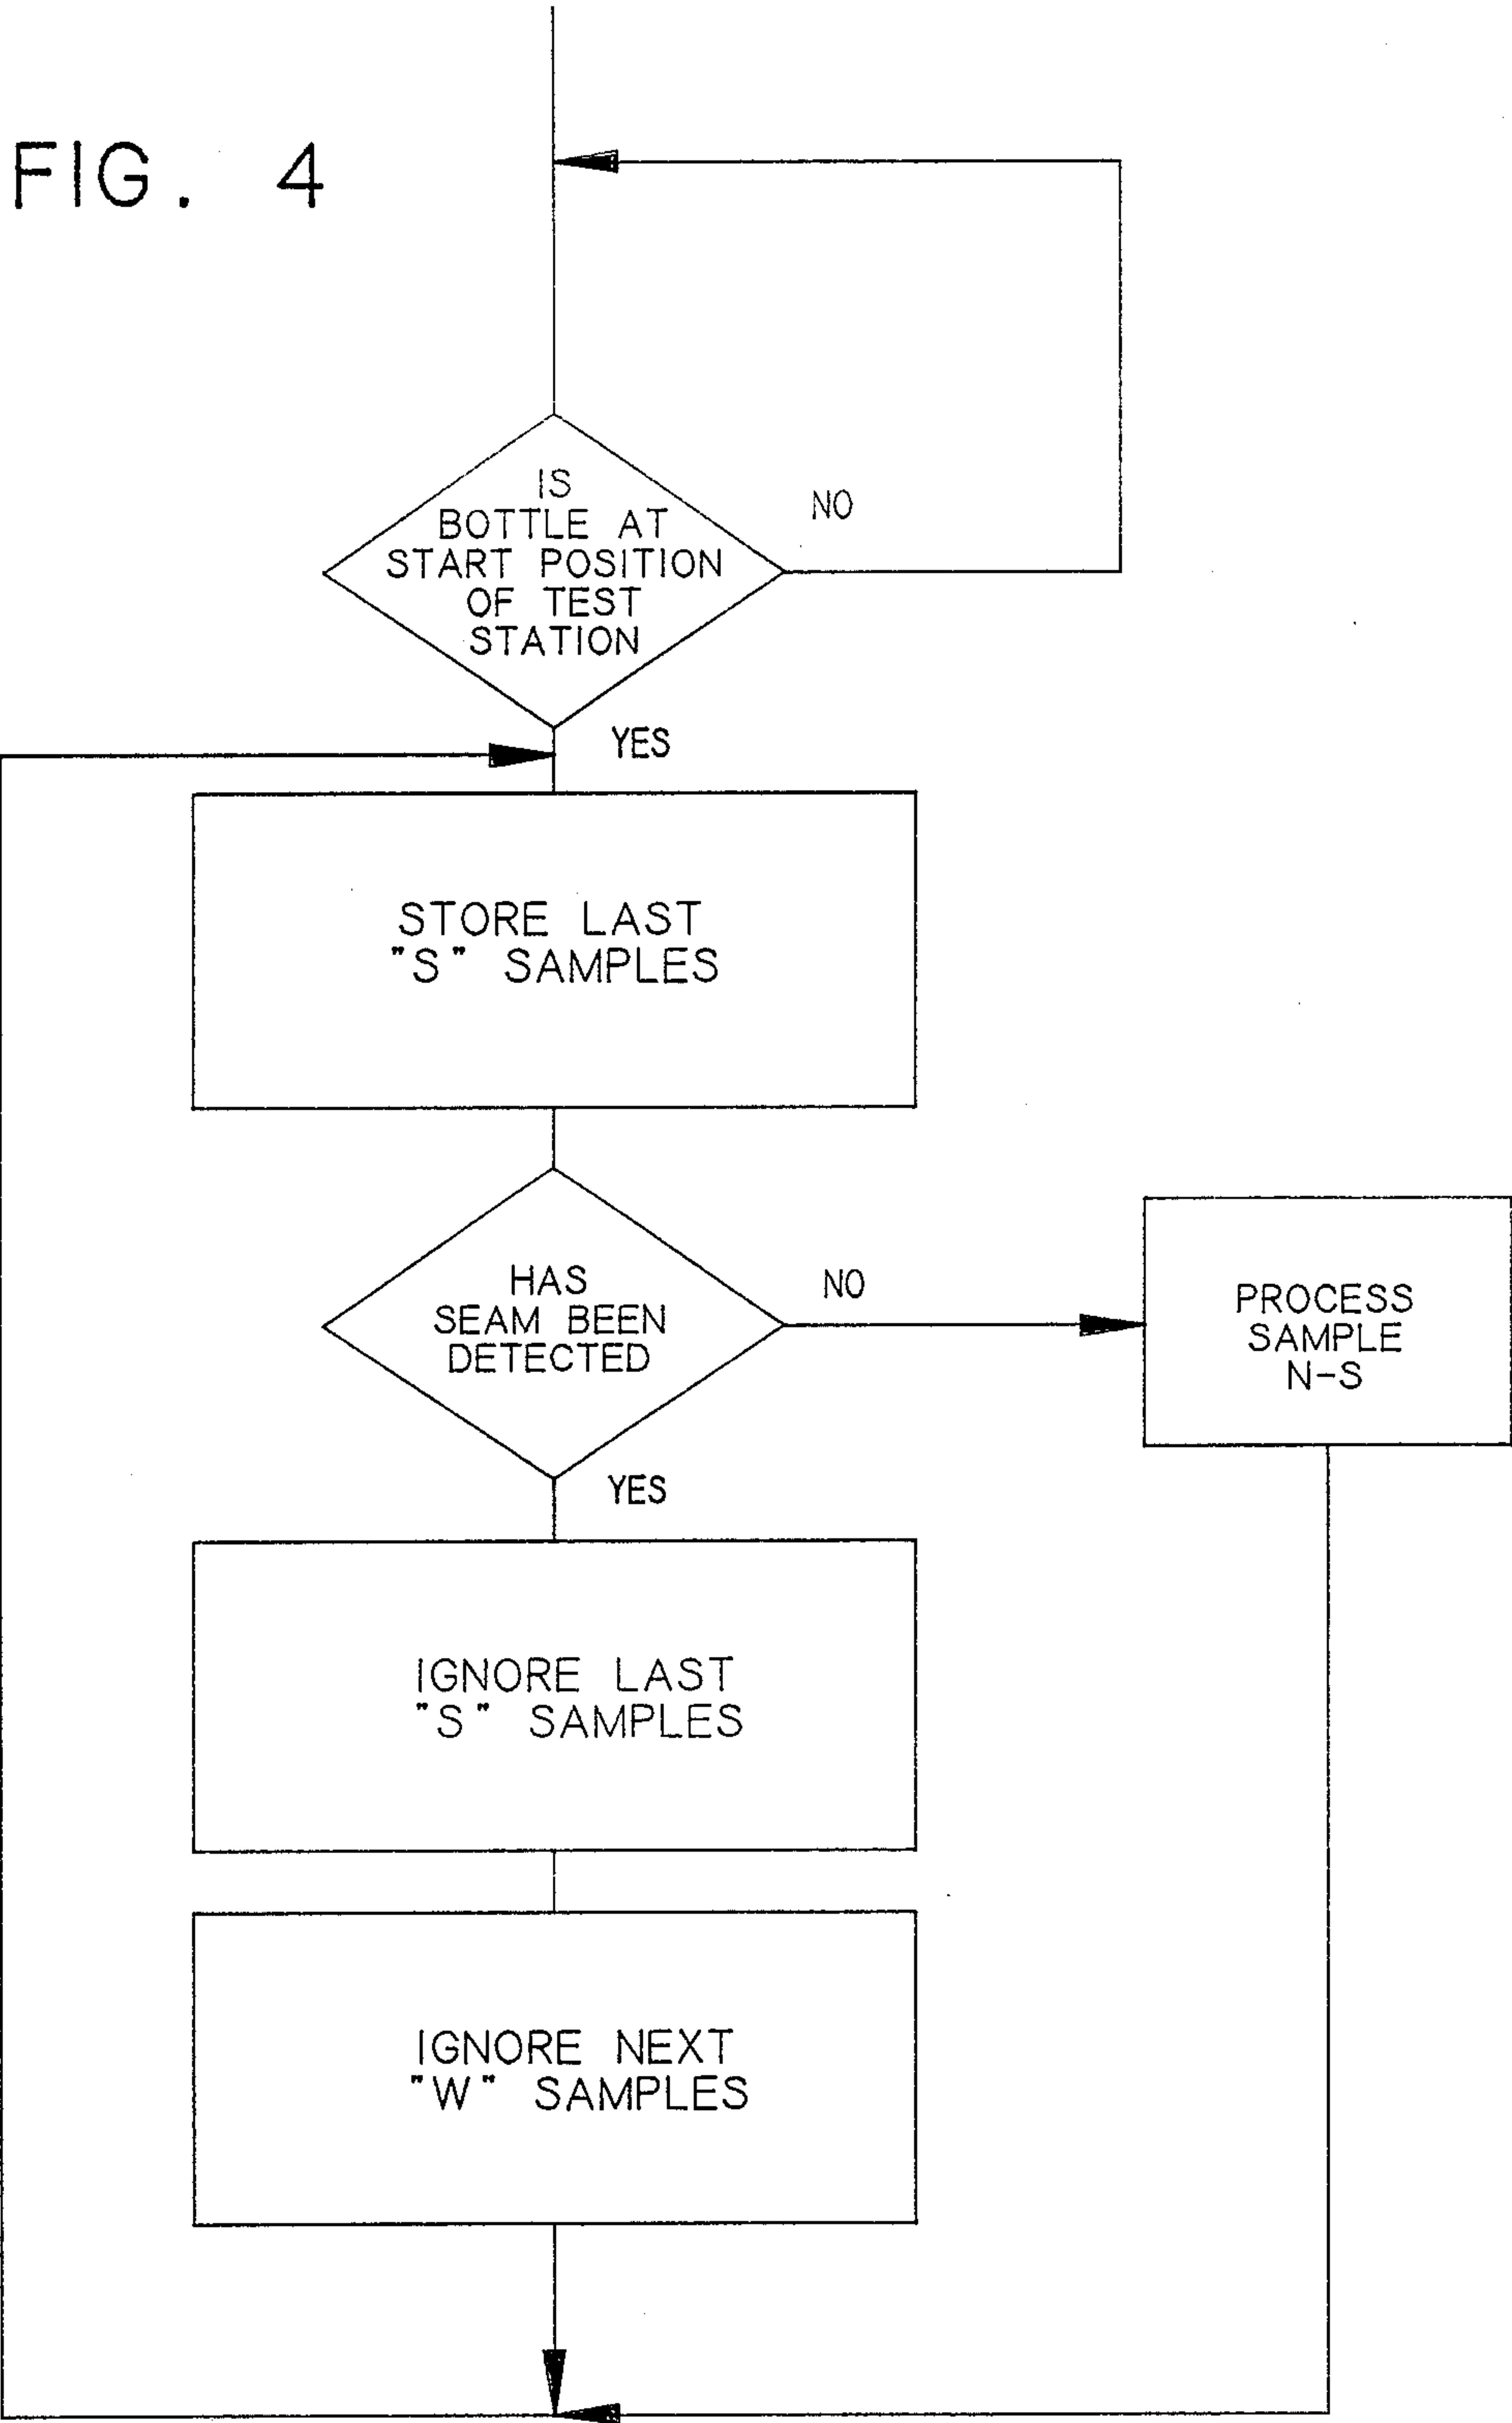 FIG. 4
IS
BOTTLE AT
START POSITION
OF TEST
STATION
NO
YES
STORE LAST
"S" SAMPLES
HAS
SEAM BEEN
DETECTED
NO
PROCESS
SAMPLE
N-S
YES
IGNORE LAST
"S" SAMPLES
IGNORE NEXT
"W" SAMPLES